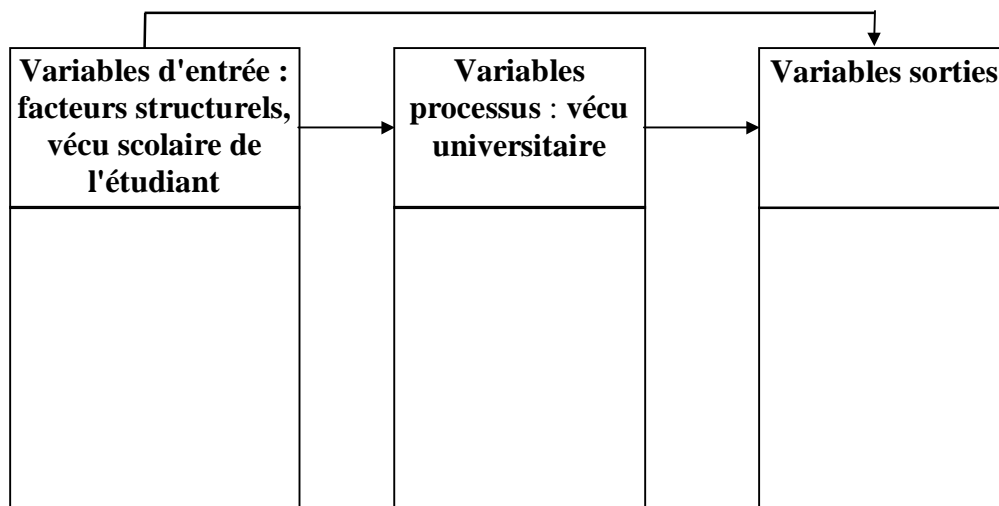 Variables d'entrée :
facteurs structurels,
vécu scolaire de
l'étudiant
Variables
processus : vécu
universitaire
Variables sorties